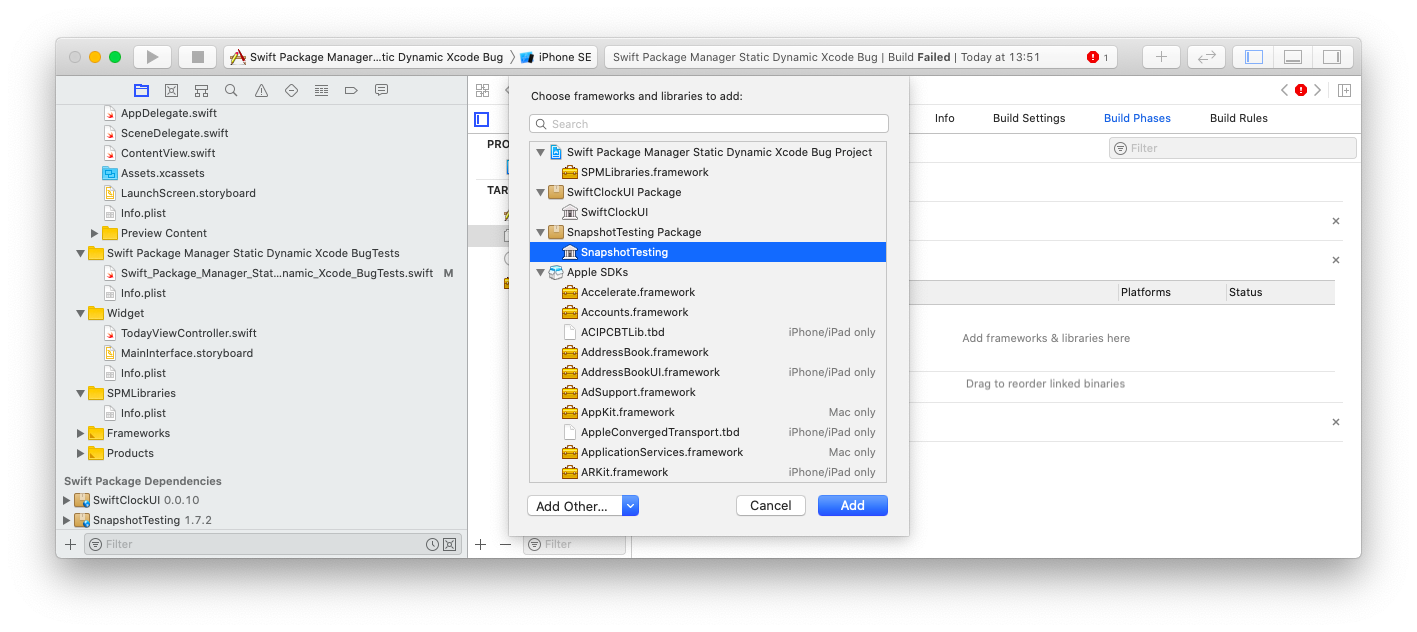 Swift Package Manager...tic Dynamic Xcode Bug
iPhone SE
Swift Package Manager Static Dynamic Xcode Bug | Build Failed | Today at 13:51
1
AppDelegate.swift
SceneDelegate.swift
ContentView.swift
Assets.xcassets
LaunchScreen.storyboard
Info.plist
Preview Content
Swift Package Manager Static Dynamic Xcode BugTests
Swift_Package_Manager_Stat...namic_Xcode_BugTests.swift M
Info.plist
Widget
TodayViewController.swift
MainInterface.storyboard
Info.plist
SPMLibraries
Info.plist
Frameworks
Products
Swift Package Dependencies
SwiftClockUI 0.0.10
SnapshotTesting 1.7.2
Filter
PRO
TAR
Filter
Choose frameworks and libraries to add:
Search
Swift Package Manager Static Dynamic Xcode Bug Project
SPMLibraries.framework
SwiftClockUI Package
SwiftClockUI
SnapshotTesting Package
SnapshotTesting
Apple SDKs
Accelerate.framework
Accounts.framework
ACIPCBTLib.tbd iPhone/iPad only
AddressBook.framework
AddressBookUI.framework iPhone/iPad only
AdSupport.framework
AppKit.framework Mac only
AppleConvergedTransport.tbd iPhone/iPad only
ApplicationServices.framework Mac only
ARKit.framework iPhone/iPad only
Add Other...
Cancel
Add
Info
Build Settings
Build Phases
Build Rules
Filter
Platforms
Status
Add frameworks & libraries here
Drag to reorder linked binaries